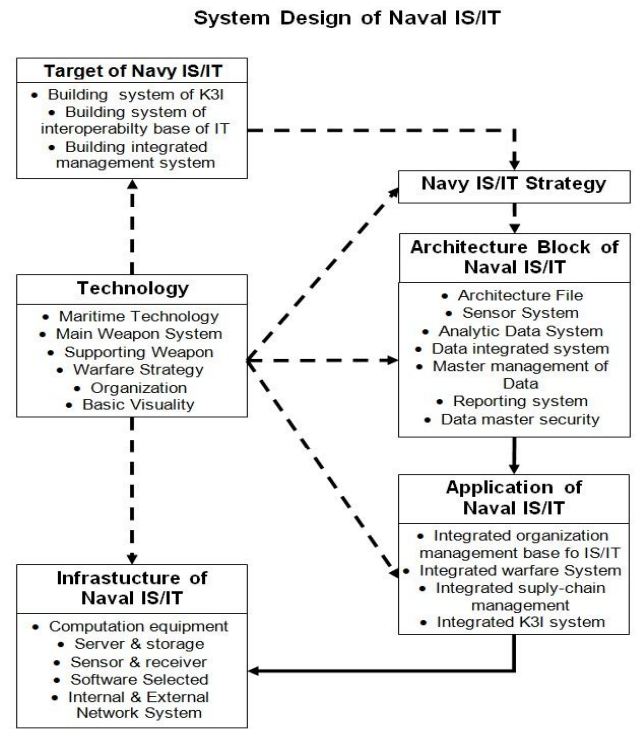 System Design of Naval IS/IT
Target of Navy IS/IT
• Building system of K3I
• Building system of
interoperabilty base of IT
• Building integrated
management system
Navy IS/IT Strategy
Technology
• Maritime Technology
• Main Weapon System
• Supporting Weapon
• Warfare Strategy
• Organization
• Basic Visuality
Architecture Block of
Naval IS/IT
• Architecture File
• Sensor System
• Analytic Data System
• Data integrated system
• Master management of
Data
• Reporting system
• Data master security
Application of
Naval IS/IT
• Integrated organization
management base fo IS/IT
• Integrated warfare System
• Integrated suply-chain
management
• Integrated K3I system
Infrastucture of
Naval IS/IT
• Computation equipment
• Server & storage
• Sensor & receiver
• Software Selected
• Internal & External
Network System